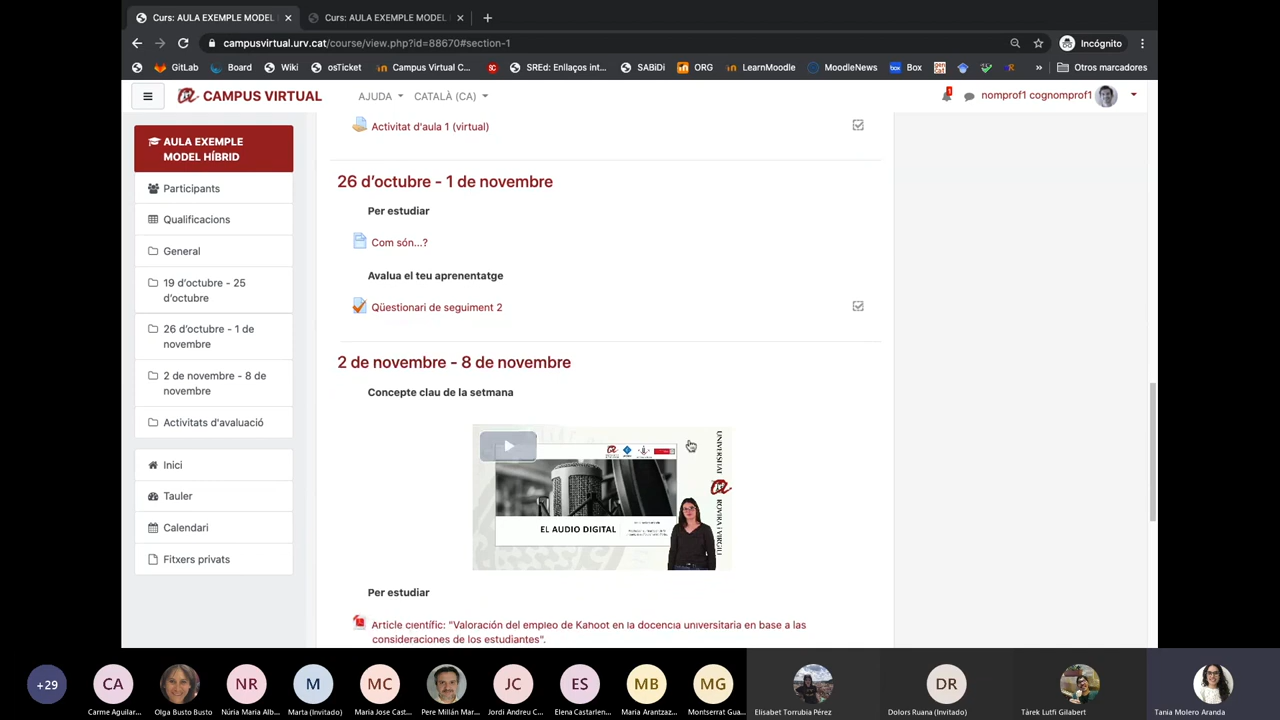 Curs: AULA EXEMPLE MODEL
Curs: AULA EXEMPLE MODEL
campusvirtual.urv.cat/course/view.php?id=88670#section-1
Incógnito
GitLab
Board
Wiki
osTicket
Campus Virtual C...
SREd: Enllaços int...
SABiDi
ORG
LearnMoodle
MoodleNews
Box
»
Otros marcadores
CAMPUS VIRTUAL
AJUDA
CATALÀ (CA)
nomprof1 cognomprof1
AULA EXEMPLE
MODEL HÍBRID
Participants
Qualificacions
General
19 d'octubre - 25
d'octubre
26 d'octubre - 1 de
novembre
2 de novembre - 8 de
novembre
Activitats d'avaluació
Inici
Tauler
Calendari
Fitxers privats
Activitat d'aula 1 (virtual)
26 d'octubre - 1 de novembre
Per estudiar
Com són...?
Avalua el teu aprenentatge
Qüestionari de seguiment 2
2 de novembre - 8 de novembre
Concepte clau de la setmana
EL AUDIO DIGITAL
UNIVERSITAT
ROVIRA I VIRGILI
Per estudiar
Article científic: "Valoración del empleo de Kahoot en la docencia universitaria en base a las
consideraciones de los estudiantes".
+29
CA
NR
M
MC
JC
ES
MB
MG
DR
Carme Aguilar...
Olga Busto Busto
Núria Maria Alb...
Marta (Invitado)
Maria Jose Cast...
Pere Millán Mar...
Jordi Andreu C...
Elena Castarlen...
Maria Arantzaz...
Montserrat Gua...
Elisabet Torrubia Pérez
Dolors Ruana (Invitado)
Tàrek Lutfi Gilabert
Tania Molero Aranda